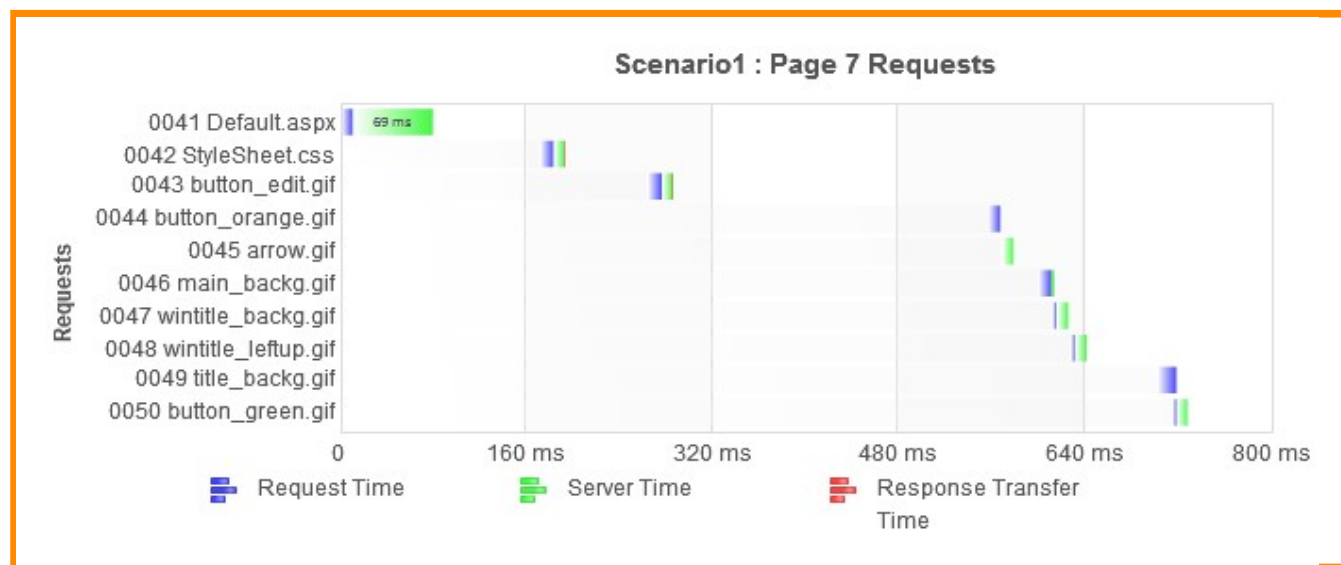 Scenario1 : Page 7 Requests
0041 Default.aspx
69 ms
0042 StyleSheet.css
0043 button_edit.gif
0044 button_orange.gif
0045 arrow.gif
0046 main_backg.gif
0047 wintitle_backg.gif
0048 wintitle_leftup.gif
0049 title_backg.gif
0050 button_green.gif
Requests
0
160 ms
320 ms
480 ms
640 ms
800 ms
Request Time
Server Time
Response Transfer
Time